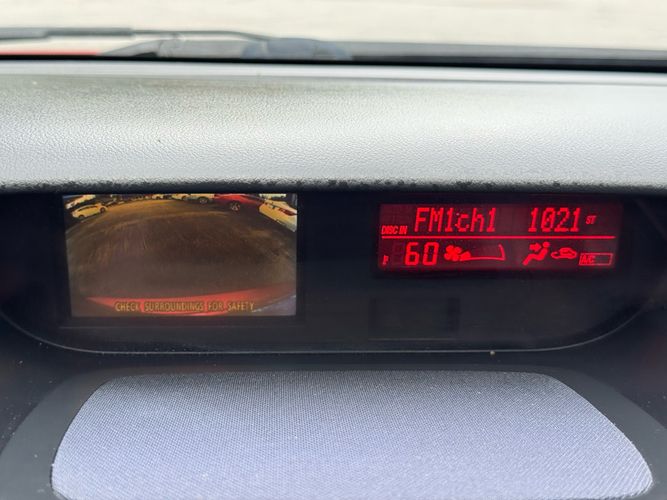 CHECK SURROUNDINGS FOR SAFETY
FM1ch1 1021 ST
DISC IN
60 A/C